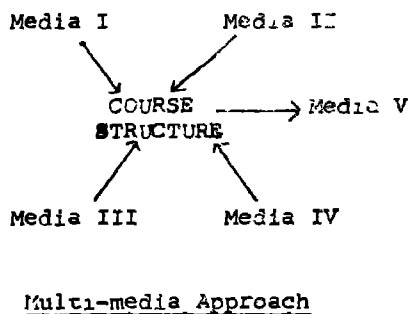 Media I Media II
COURSE
STRUCTURE
Media V
Media III Media IV
Multi-media Approach